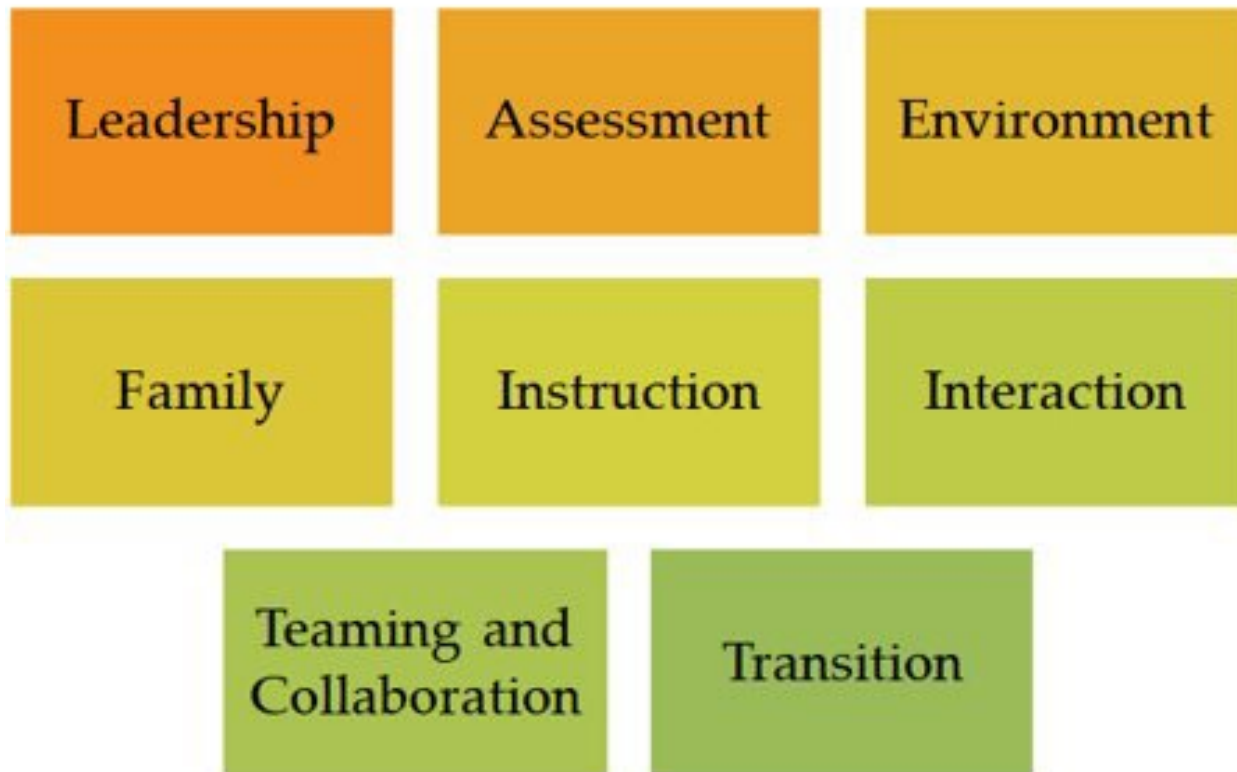 Leadership
Assessment
Environment
Family
Instruction
Interaction
Teaming and
Collaboration
Transition